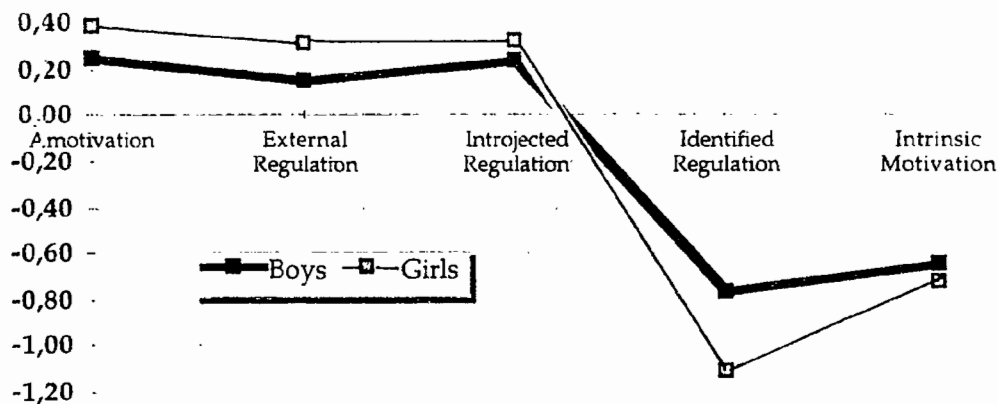 0,40
0,20
0.00
Amotivation
External
Regulation
Introjected
Regulation
Identified
Regulation
Intrinsic
Motivation
-0,20
-0,40
-0,60
Boys
Girls
-0,80
-1,00
-1,20